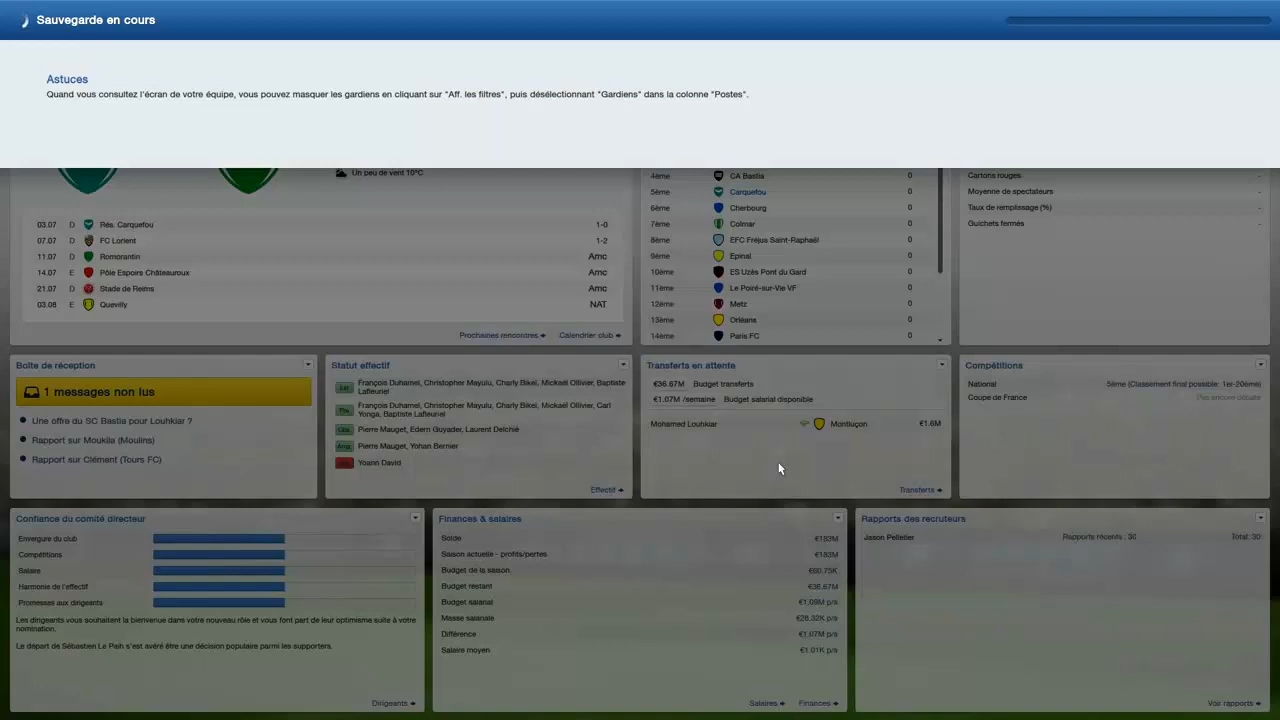 Sauvegarde en cours
Astuces
Quand vous consultez l'écran de votre équipe, vous pouvez masquer les gardiens en cliquant sur "Aff. les filtres", puis désélectionnant "Gardiens" dans la colonne "Postes".
Un peu de vent 10°C
03.07 D Rés. Carquefou 1-0
07.07 D FC Lorient 1-2
11.07 D Romorantin Amc
14.07 E Pôle Espoirs Châteauroux
21.07 D Stade de Reims Amc
03.08 E Quevilly NAT
Prochaines rencontres
Calendrier club
4ème CA Bastia 0
5ème Carquefou 0
6ème Cherbourg 0
7ème Colmar 0
8ème EFC Fréjus Saint-Raphaël 0
9ème Epinal 0
10ème ES Uzès Pont du Gard 0
11ème Le Poiré-sur-Vie VF 0
12ème Metz 0
13ème Orléans 0
14ème Paris FC 0
Cartons rouges -
Moyenne de spectateurs -
Taux de remplissage (%) -
Guichets fermés -
Boîte de réception
1 messages non lus
Une offre du SC Bastia pour Louhkiar ?
Rapport sur Moukila (Moulins)
Rapport sur Clément (Tours FC)
Statut effectif
François Duhamel, Christopher Mayulu, Charly Bikei, Mickaël Ollivier, Baptiste
Lafleuriel
François Duhamel, Christopher Mayulu, Charly Bikei, Mickaël Ollivier, Carl
Yonga, Baptiste Lafleuriel
Pierre Mauget, Edern Guyader, Laurent Delchié
Pierre Mauget, Yohan Bernier
Yoann David
Effectif
Transferts en attente
€36.67M Budget transferts
€1.07M /semaine Budget salarial disponible
Mohamed Louhkiar Montluçon €1.6M
Transferts
Compétitions
National 5ème (Classement final possible: 1er-20ème)
Coupe de France Pas encore débuté
Confiance du comité directeur
Envergure du club
Compétitions
Salaire
Harmonie de l'effectif
Promesses aux dirigeants
Les dirigeants vous souhaitent la bienvenue dans votre nouveau rôle et vous font part de leur optimisme suite à votre
nomination.
Le départ de Sébastien Le Paih s'est avéré être une décision populaire parmi les supporters.
Dirigeants
Finances & salaires
Solde €183M
Saison actuelle - profits/pertes €183M
Budget de la saison
Budget restant €36.67M
Budget salarial €1.09M p/s
Masse salariale €28.32K p/s
Différence €1.07M p/s
Salaire moyen €1.01K p/s
Salaires
Finances
Rapports des recruteurs
Jason Pelletier Rapports récents : 30 Total: 30
Voir rapports